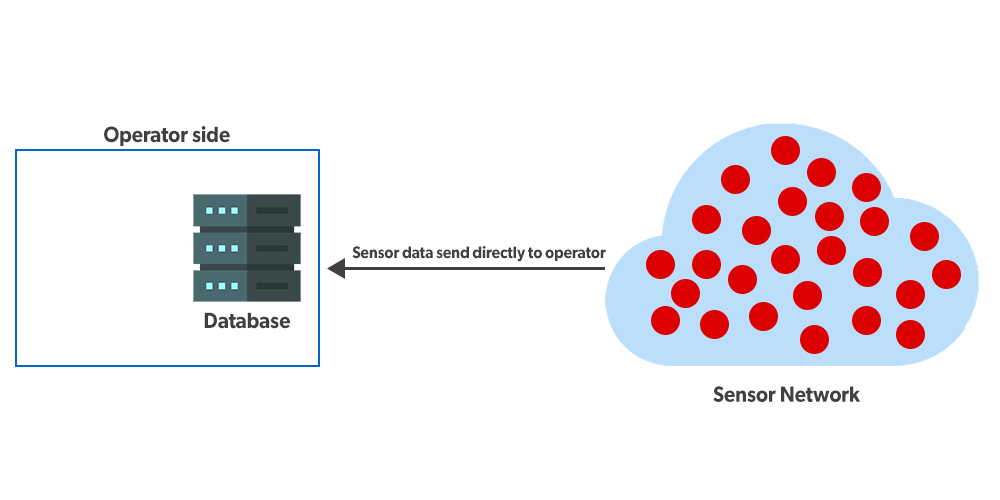 Operator side
Sensor data send directly to operator
Database
Sensor Network